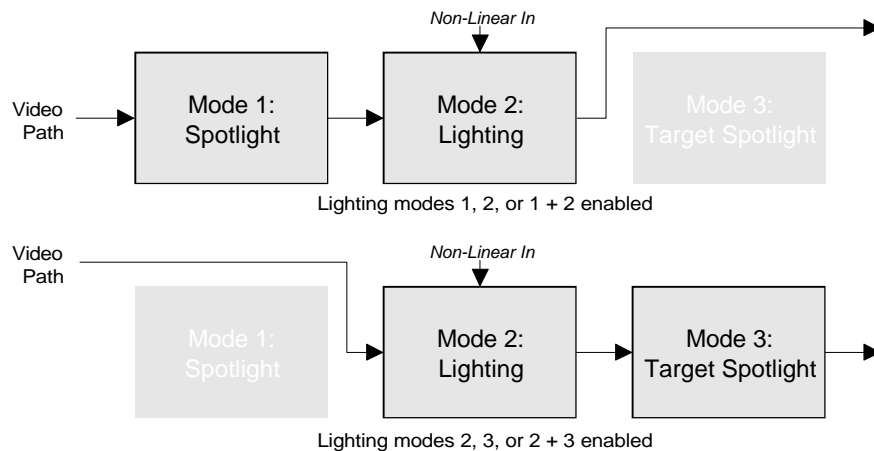 Non-Linear In
Video
Path
Mode 1:
Spotlight
Mode 2:
Lighting
Mode 3:
Target Spotlight
Lighting modes 1, 2, or 1 + 2 enabled
Video
Path
Non-Linear In
Mode 1:
Spotlight
Mode 2:
Lighting
Mode 3:
Target Spotlight
Lighting modes 2, 3, or 2 + 3 enabled